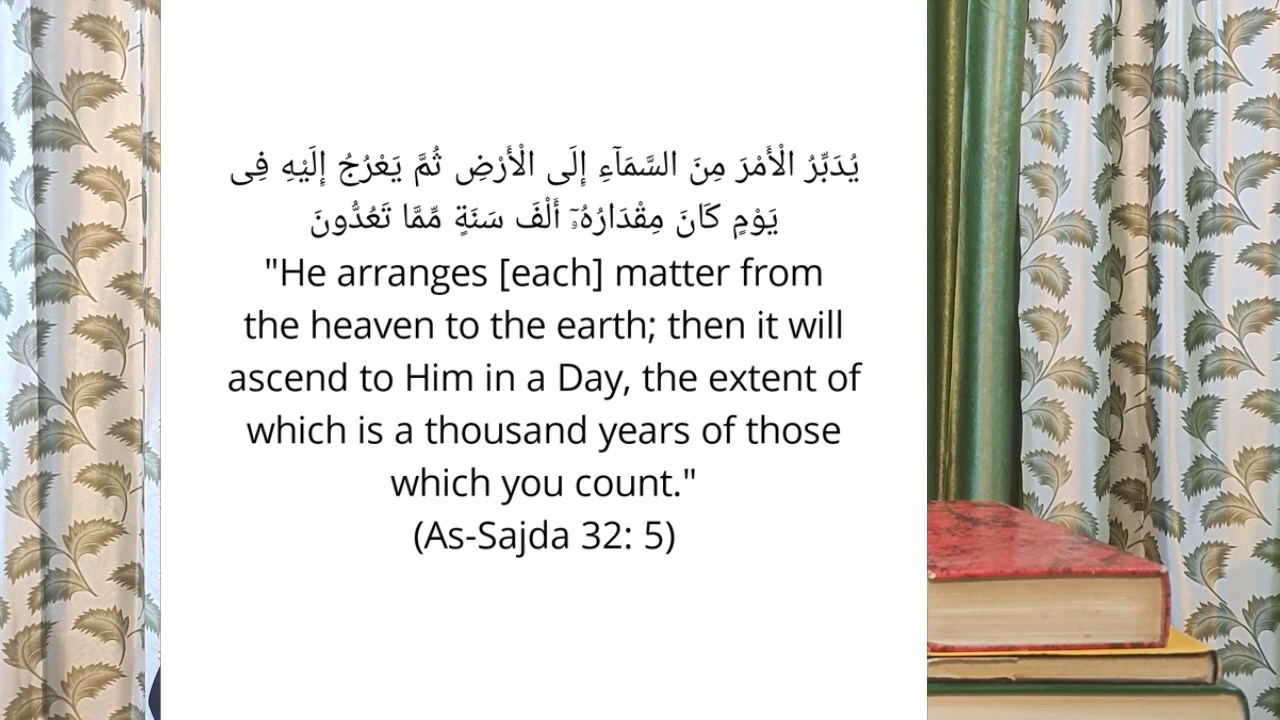 يُدَبِّرُ الْأَمْرَ مِنَ السَّمَآءِ إِلَى الْأَرْضِ ثُمَّ يَعْرُجُ إِلَيْهِ فِى
يَوْمٍ كَانَ مِقْدَارُهُۥٓ أَلْفَ سَنَةٍ مِّمَّا تَعُدُّونَ
"He arranges [each] matter from
the heaven to the earth; then it will
ascend to Him in a Day, the extent of
which is a thousand years of those
which you count."
(As-Sajda 32: 5)